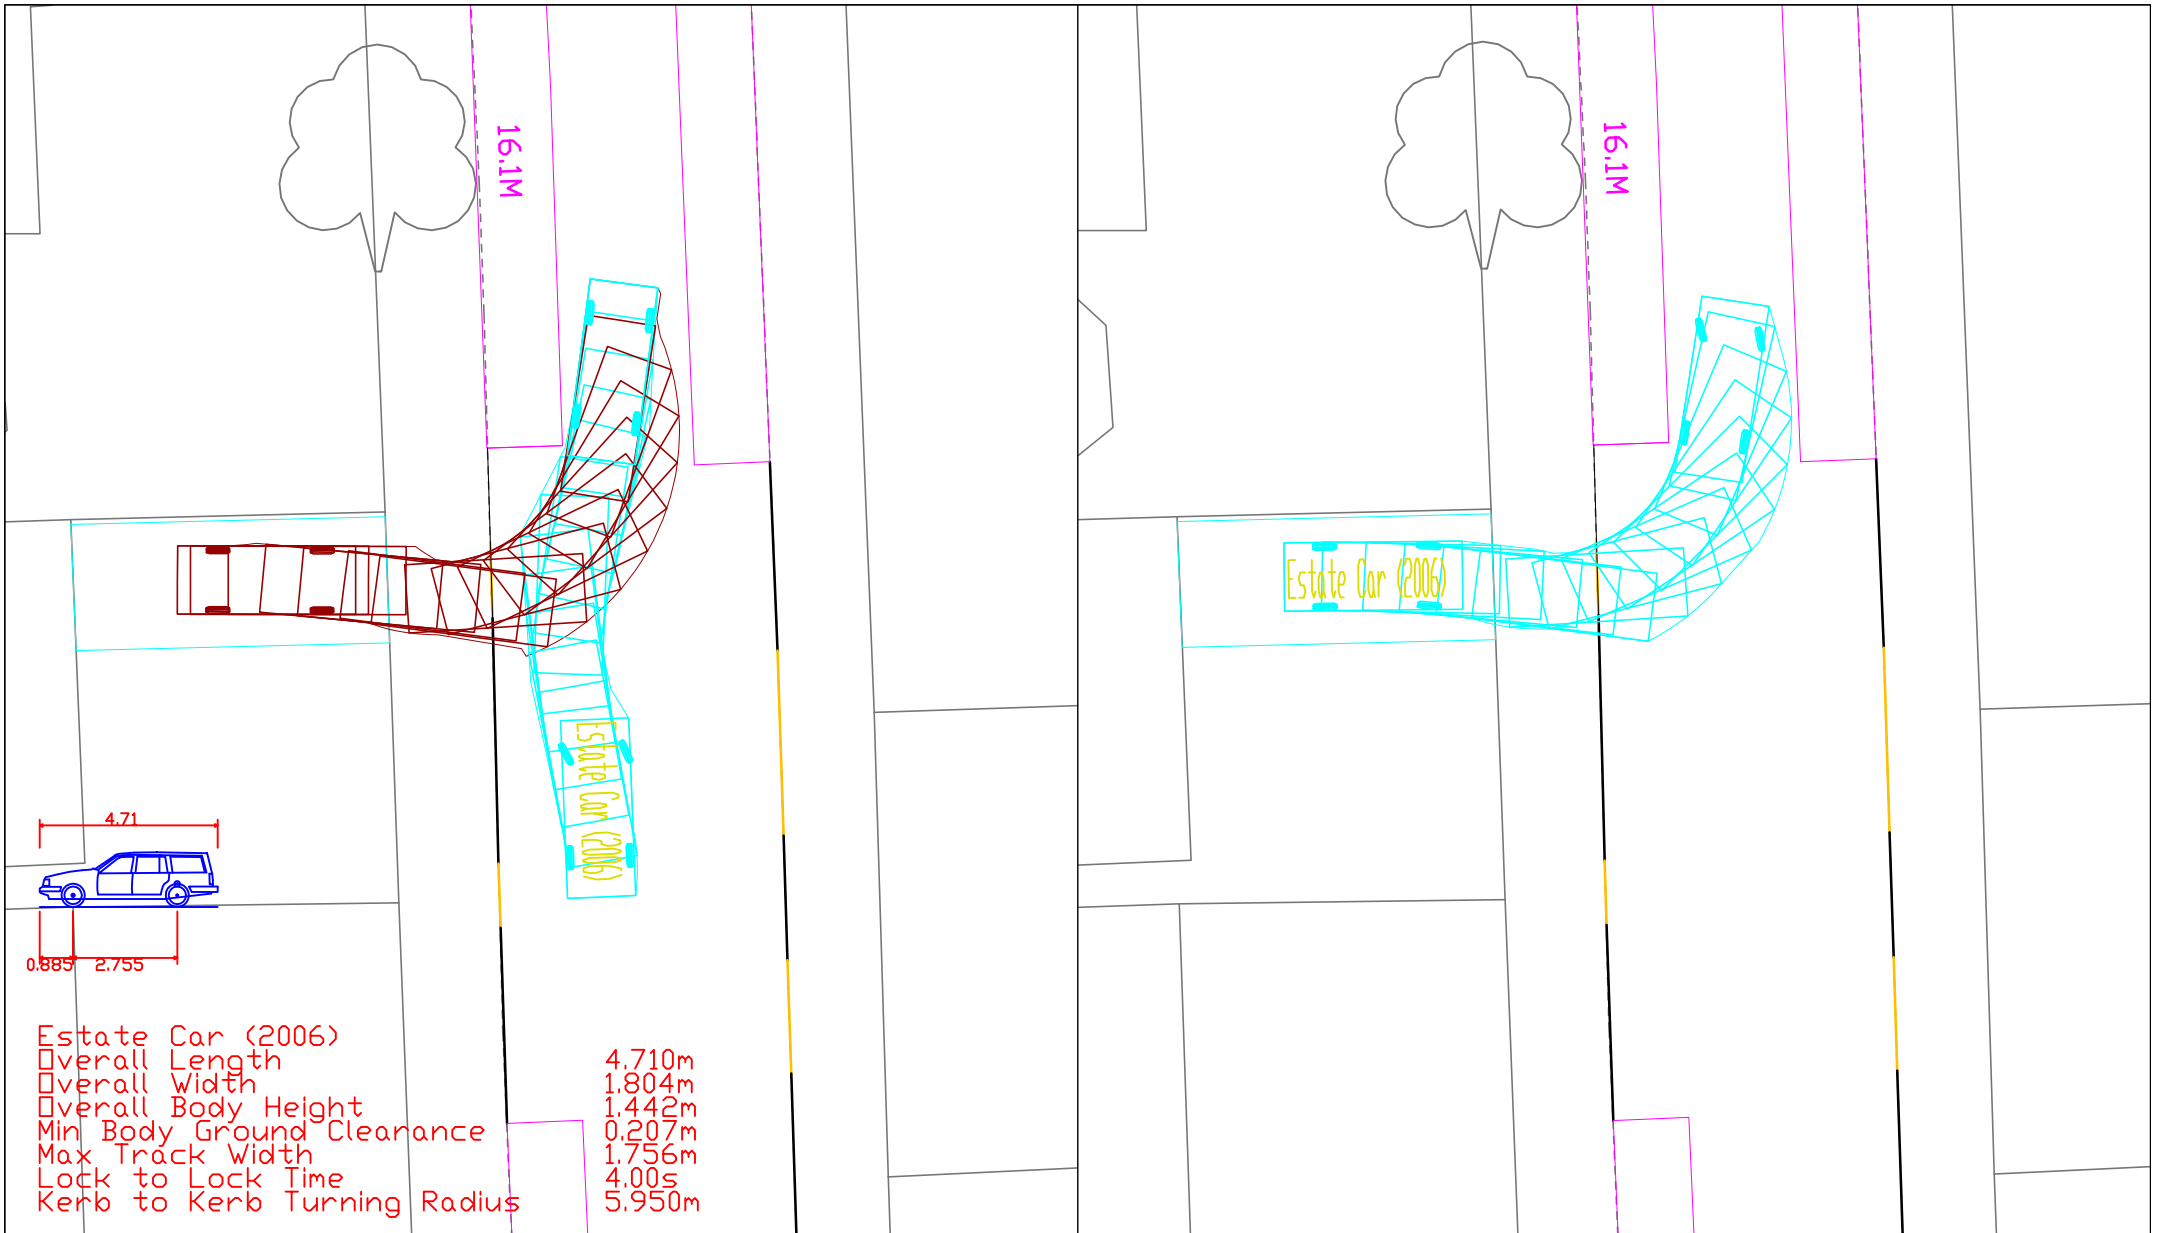 16.1M
16.1M
Estate Car (2006)
Estate Car (2006)
4.71
0.885 2.755
Estate Car (2006)
Overall Length 4.710m
Overall Width 1.804m
Overall Body Height 1.442m
Min Body Ground Clearance 0.207m
Max Track Width 1.756m
Lock to Lock Time 4.00s
Kerb to Kerb Turning Radius 5.950m